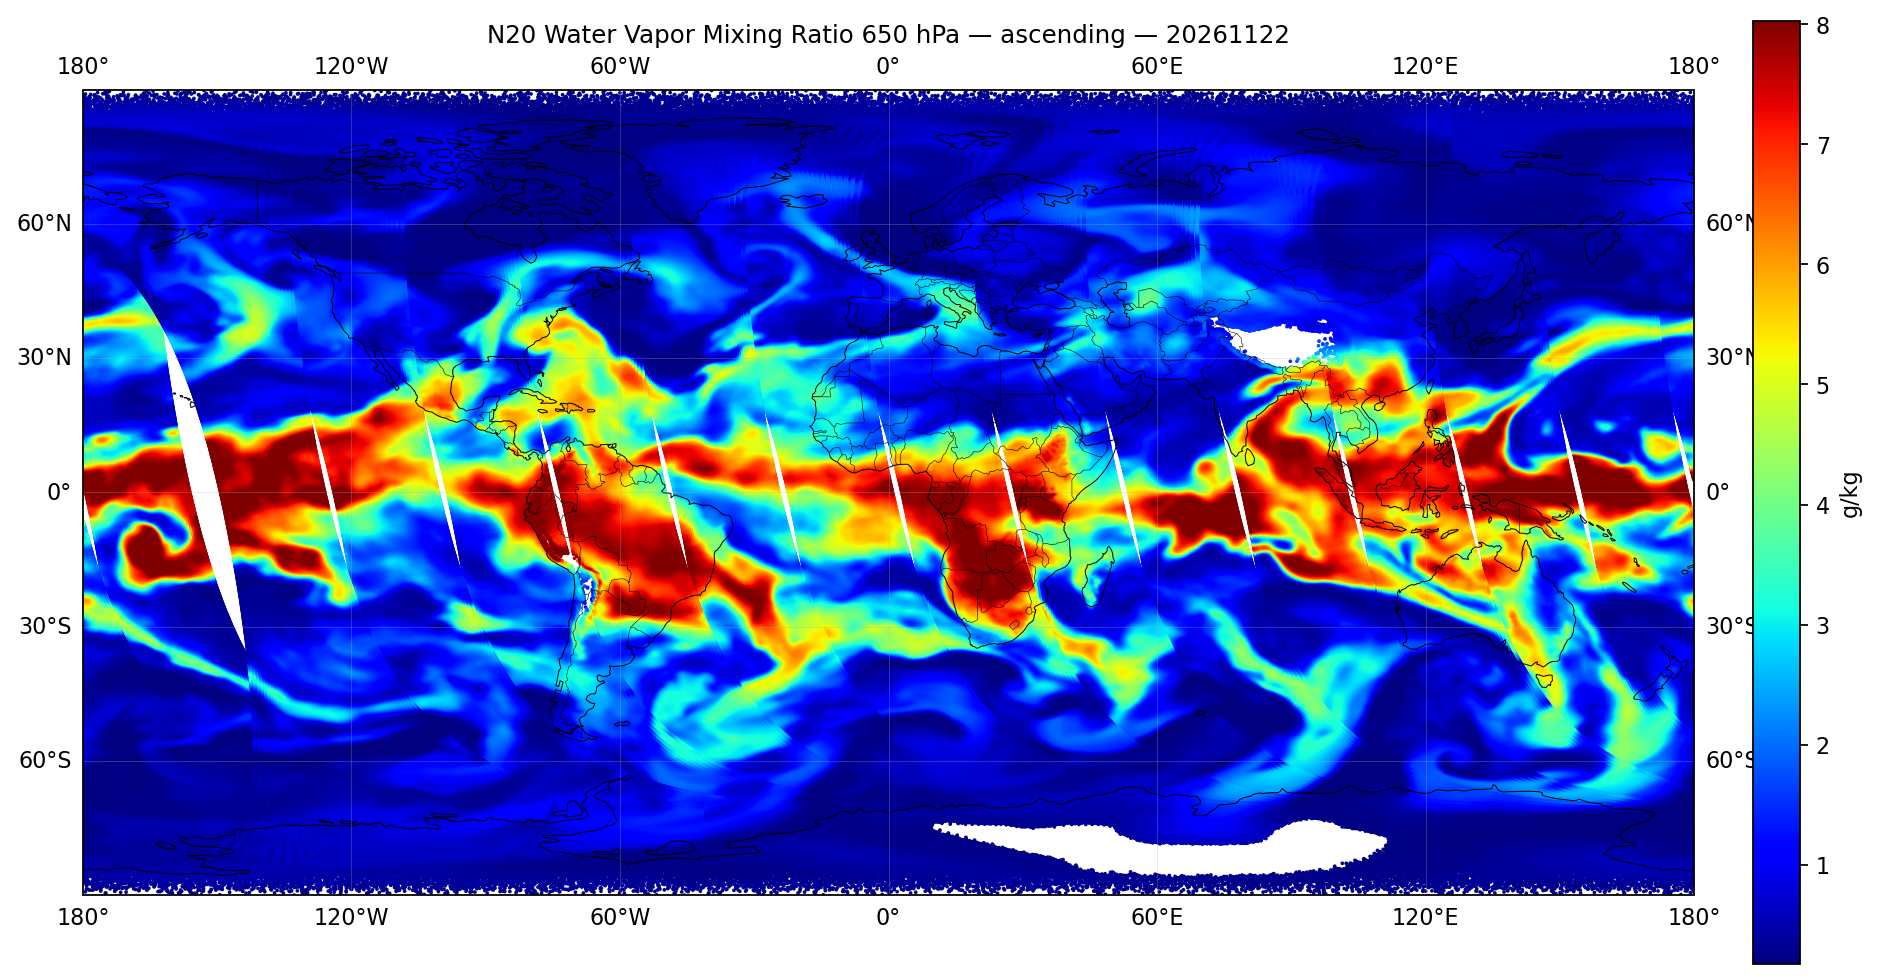 N20 Water Vapor Mixing Ratio 650 hPa — ascending — 20261122
180° 120°W 60°W 0° 60°E 120°E 180°
8
7
6
5
4
3
2
1
g/kg
60°N 60°N
30°N 30°N
0° 0°
30°S 30°S
60°S 60°S
180° 120°W 60°W 0° 60°E 120°E 180°